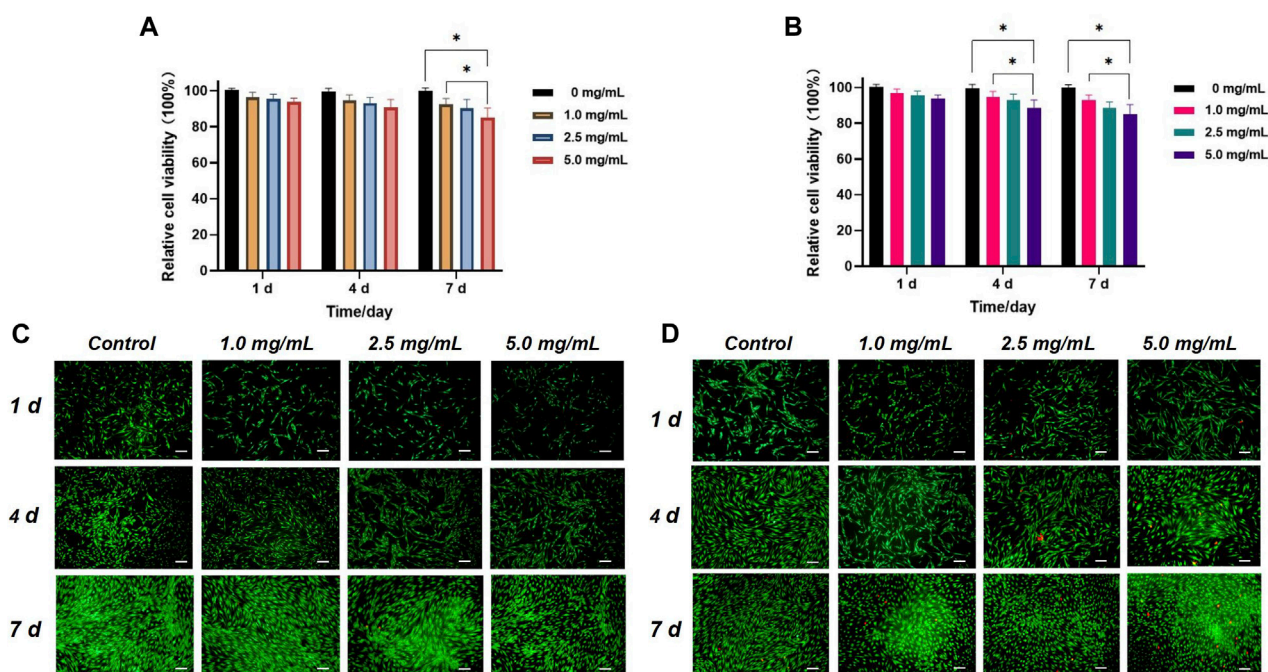 A
Relative cell viability（100%）
100
80
60
40
20
0
1 d
4 d
7 d
Time/day
*
*
0 mg/mL
1.0 mg/mL
2.5 mg/mL
5.0 mg/mL
B
Relative cell viability（100%）
100
80
60
40
20
0
1 d
4 d
7 d
Time/day
*
*
*
*
0 mg/mL
1.0 mg/mL
2.5 mg/mL
5.0 mg/mL
C
Control
1.0 mg/mL
2.5 mg/mL
5.0 mg/mL
1 d
4 d
7 d
D
Control
1.0 mg/mL
2.5 mg/mL
5.0 mg/mL
1 d
4 d
7 d